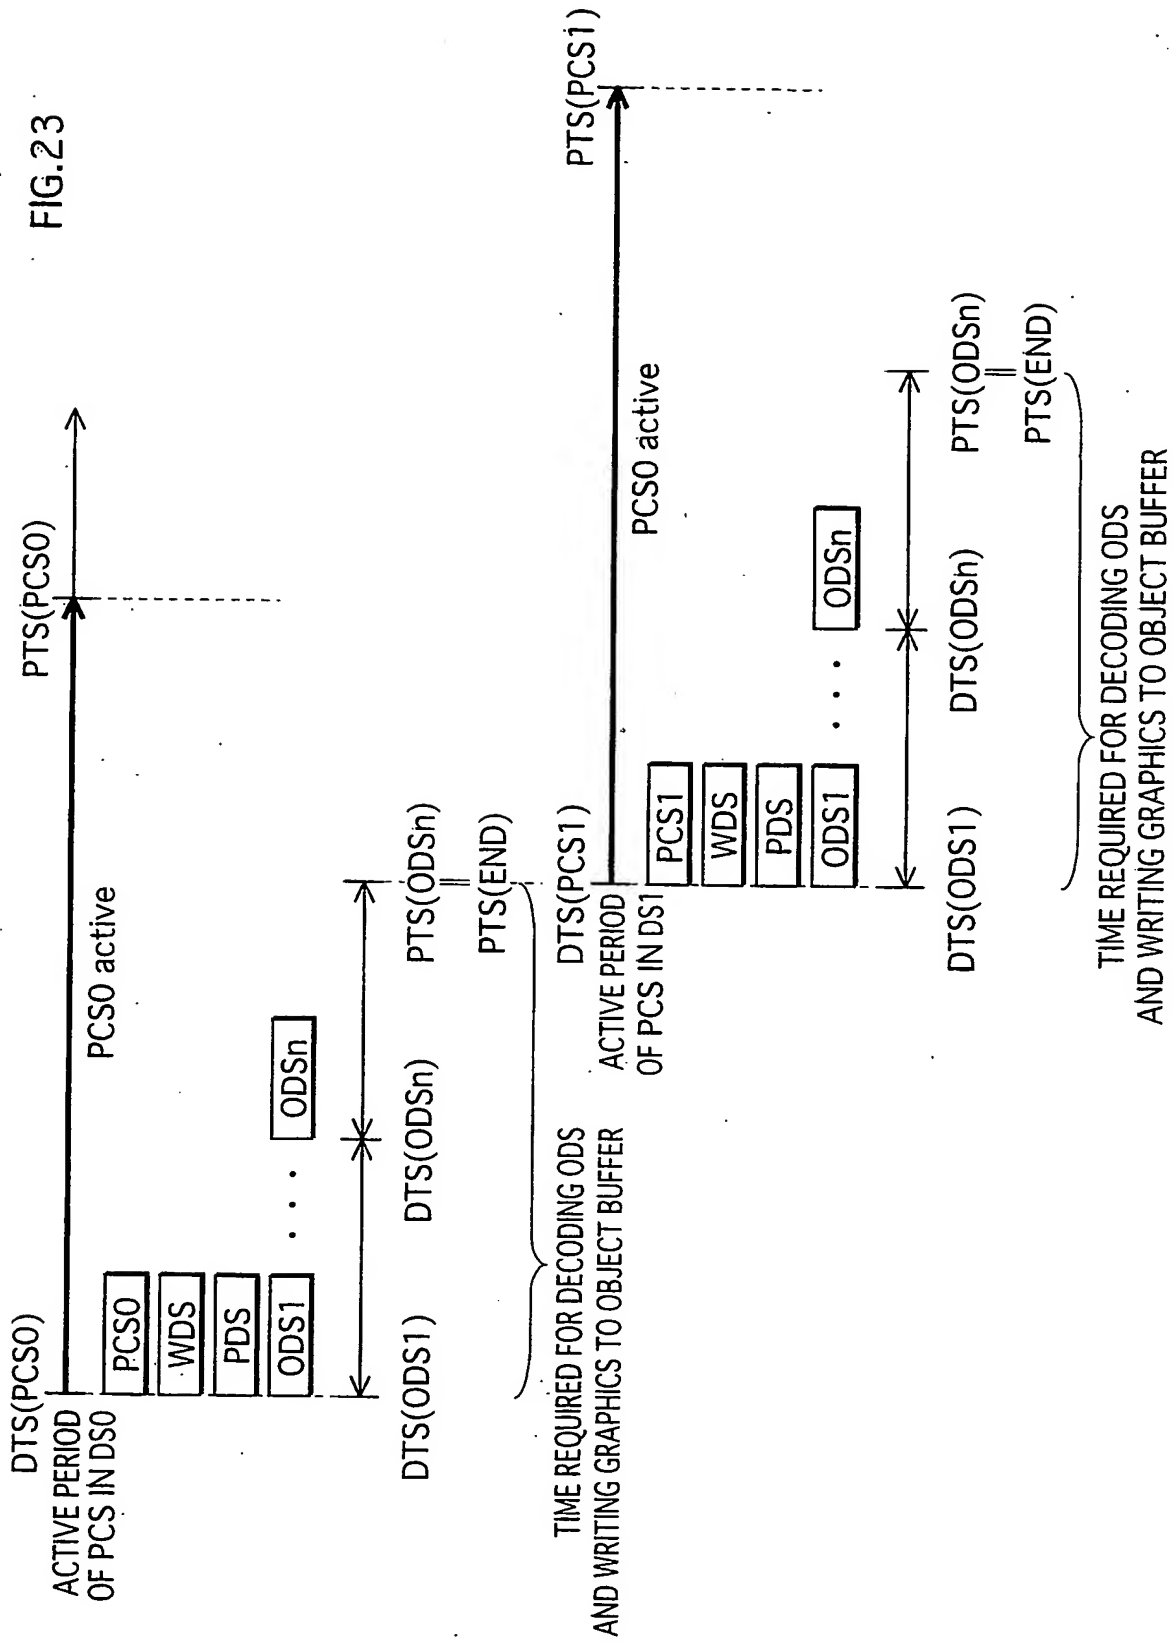 FIG.23
DTS(PCS0)
PTS(PCS0)
ACTIVE PERIOD
OF PCS IN DS0
PCS0 active
PCS0
WDS
PDS
ODS1
. . .
ODSn
DTS(ODS1)
DTS(ODSn)
PTS(ODSn)
=
PTS(END)
TIME REQUIRED FOR DECODING ODS
AND WRITING GRAPHICS TO OBJECT BUFFER
DTS(PCS1)
PTS(PCS1)
ACTIVE PERIOD
OF PCS IN DS1
PCS0 active
PCS1
WDS
PDS
ODS1
. . .
ODSn
DTS(ODS1)
DTS(ODSn)
PTS(ODSn)
=
PTS(END)
TIME REQUIRED FOR DECODING ODS
AND WRITING GRAPHICS TO OBJECT BUFFER